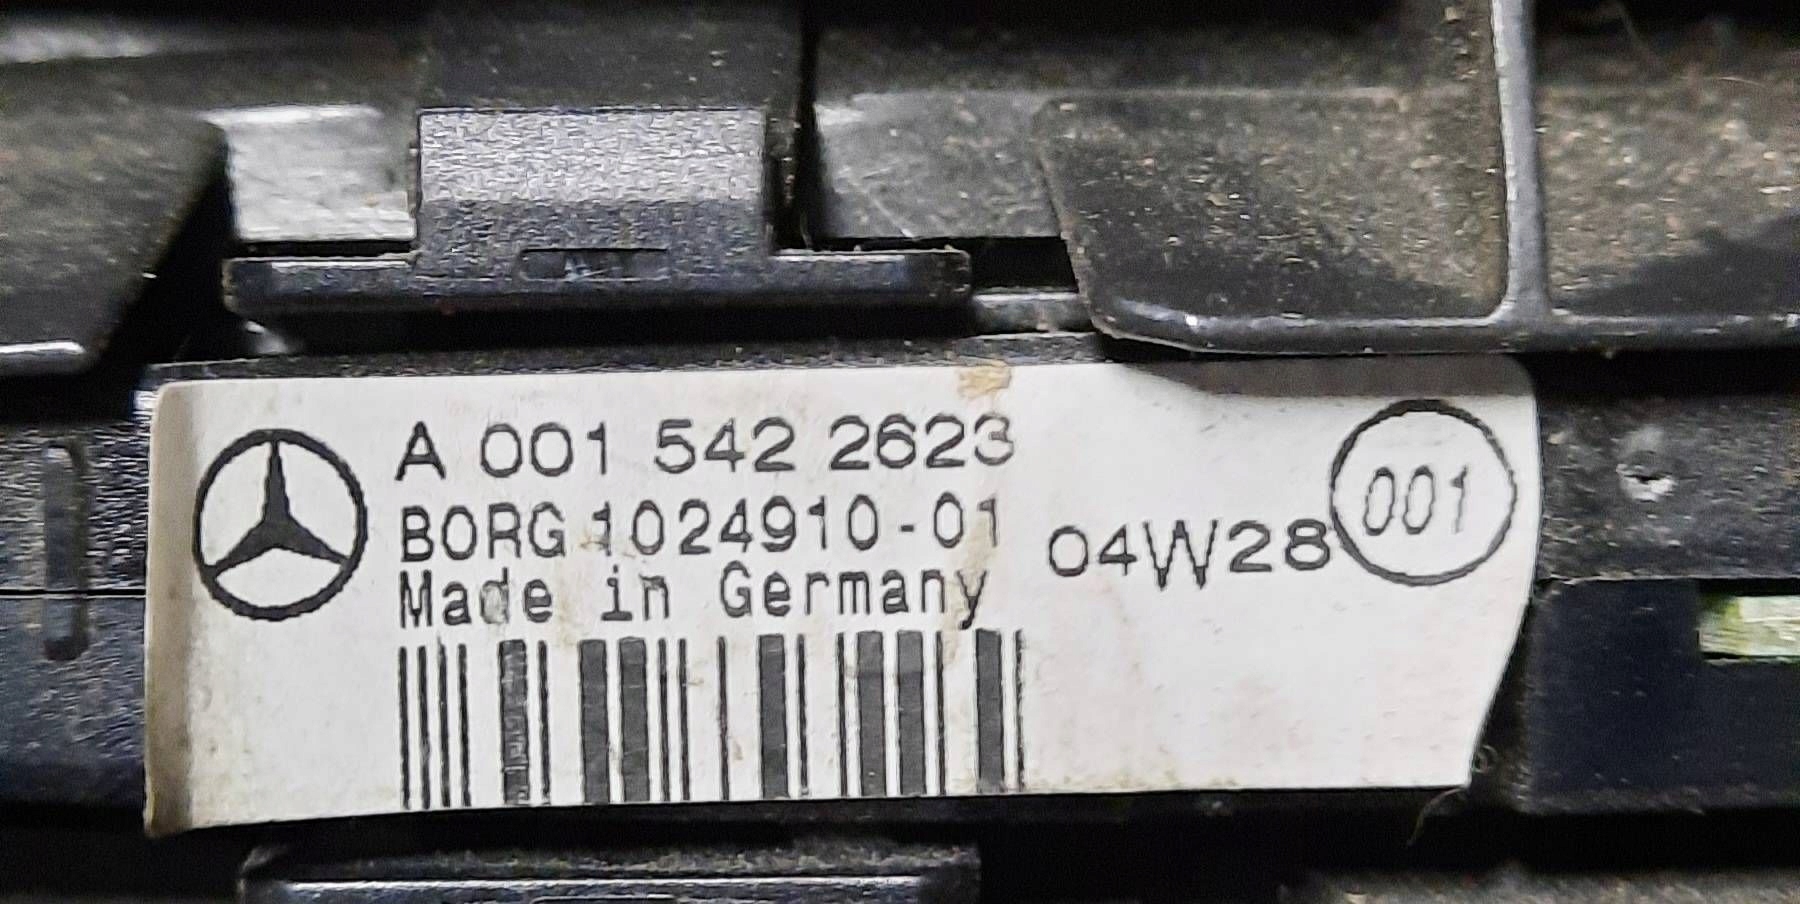 A 001 542 2623
BORG 1024910-01
Made in Germany
04W28
001